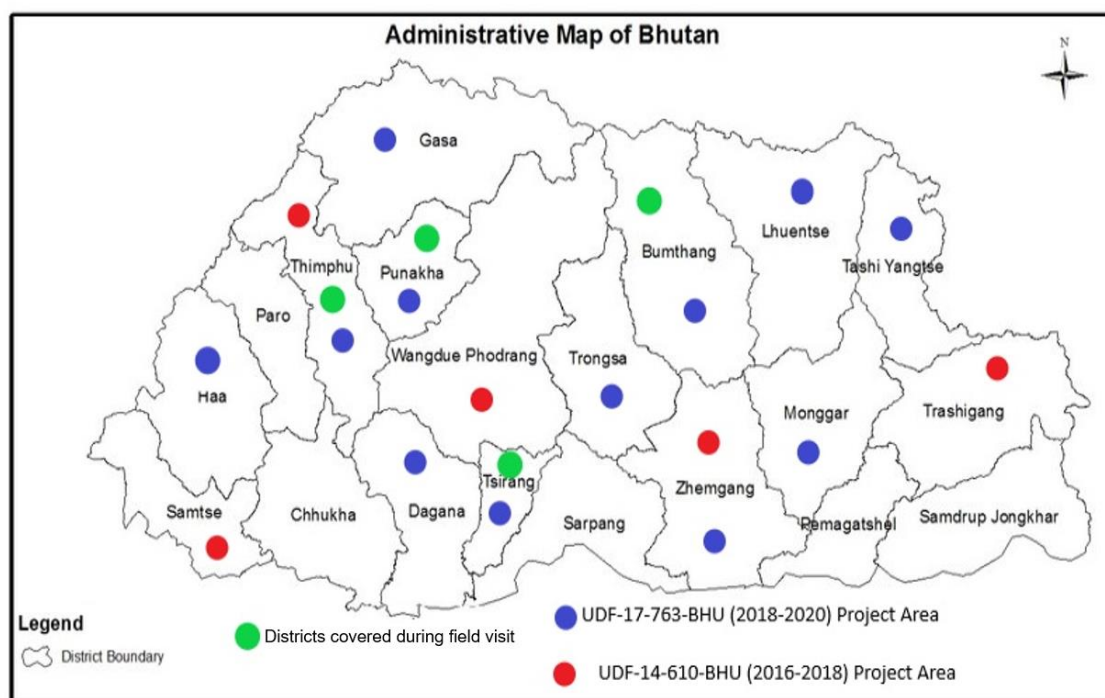 Administrative Map of Bhutan
N
Gasa
Thimphu
Punakha
Bumthang
Lhuentse
Tashi Yangtse
Paro
Haa
Wangdue Phodrang
Trongsa
Monggar
Trashigang
Samtse
Chhukha
Dagana
Tsirang
Sarpang
Zhemgang
Pemagatshel
Samdrup Jongkhar
Legend
District Boundary
Districts covered during field visit
UDF-17-763-BHU (2018-2020) Project Area
UDF-14-610-BHU (2016-2018) Project Area